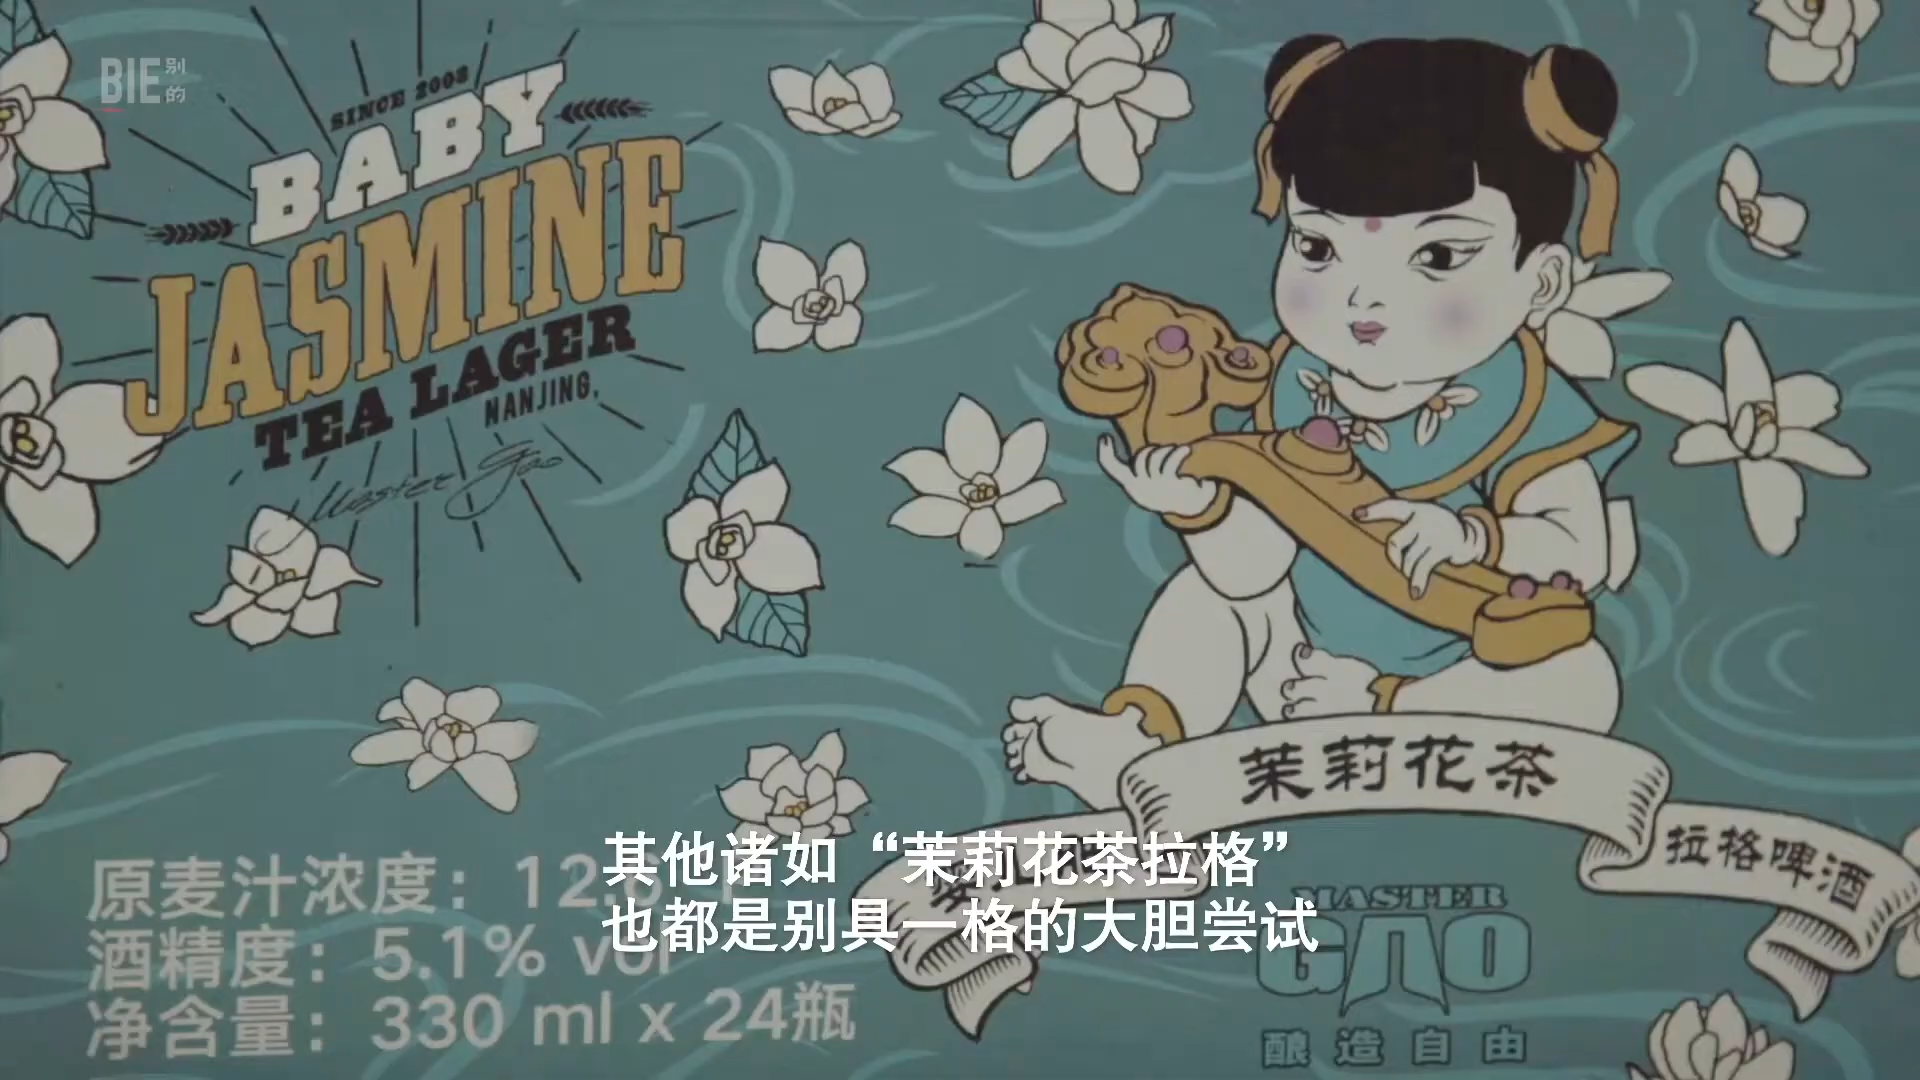 BIE别的
SINCE 2008
BABY
JASMINE
TEA LAGER
NANJING,
Master Gao
茉莉花茶
拉格啤酒
其他诸如“茉莉花茶拉格”
也都是别具一格的大胆尝试
原麦汁浓度：12.
酒精度：5.1% vol
净含量：330 ml x 24瓶
MASTER
GAO
酿造自由